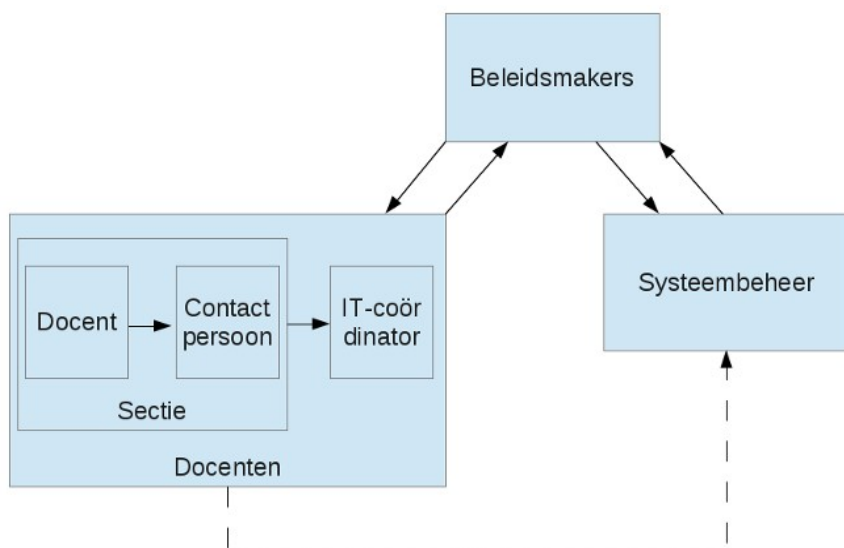 Beleidsmakers
Systeembeheer
Docent
Contact
persoon
IT-coör
dinator
Sectie
Docenten